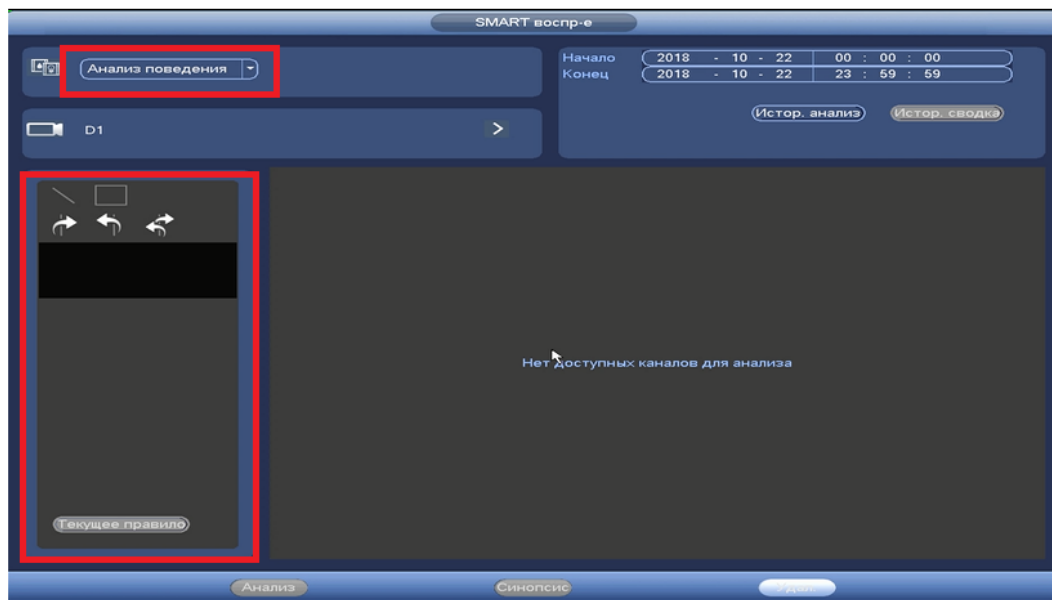 SMART воспр-е
Анализ поведения
Начало 2018 - 10 - 22 00 : 00 : 00
Конец 2018 - 10 - 22 23 : 59 : 59
Истор. анализ Истор. сводка
D1
Нет доступных каналов для анализа
Текущее правило
Анализ Синопсис Удал.